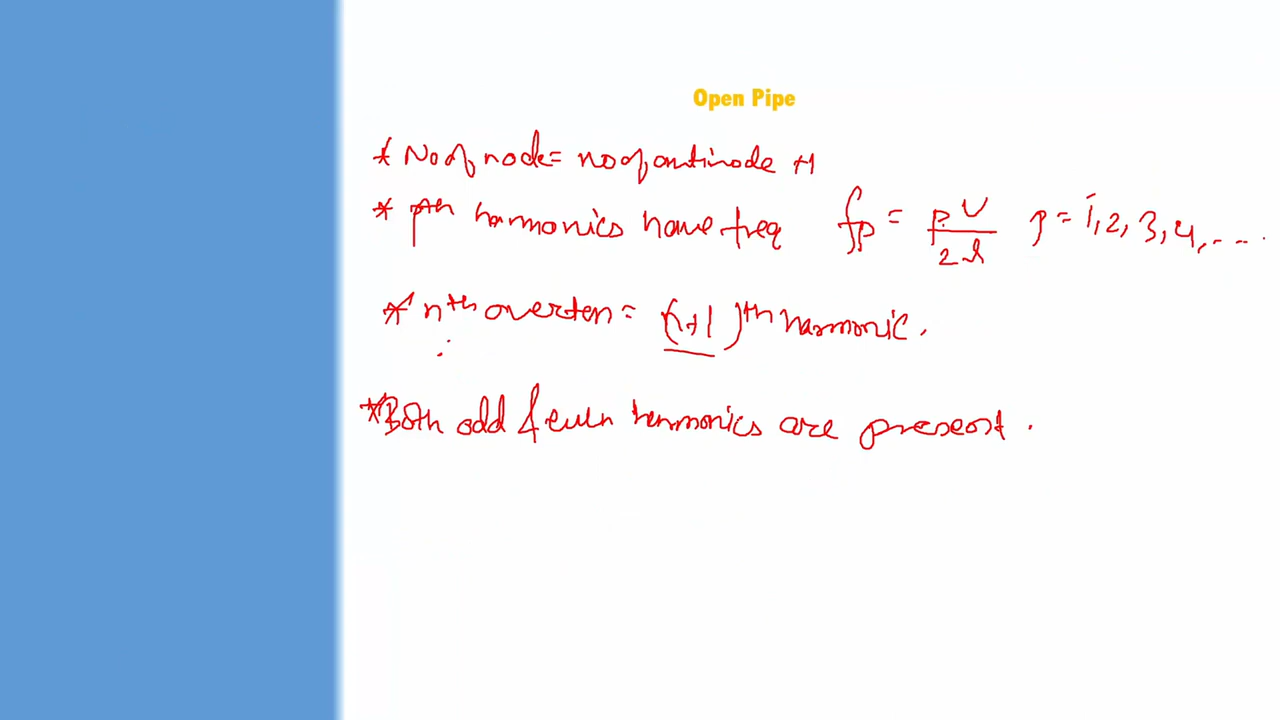 Open Pipe
* No of node = no of antinode +1
* pth harmonics have freq fp = pV/2l p = 1, 2, 3, 4, ----
* nth overten = (n+1)th harmonic.
* Both odd & even harmonics are present.